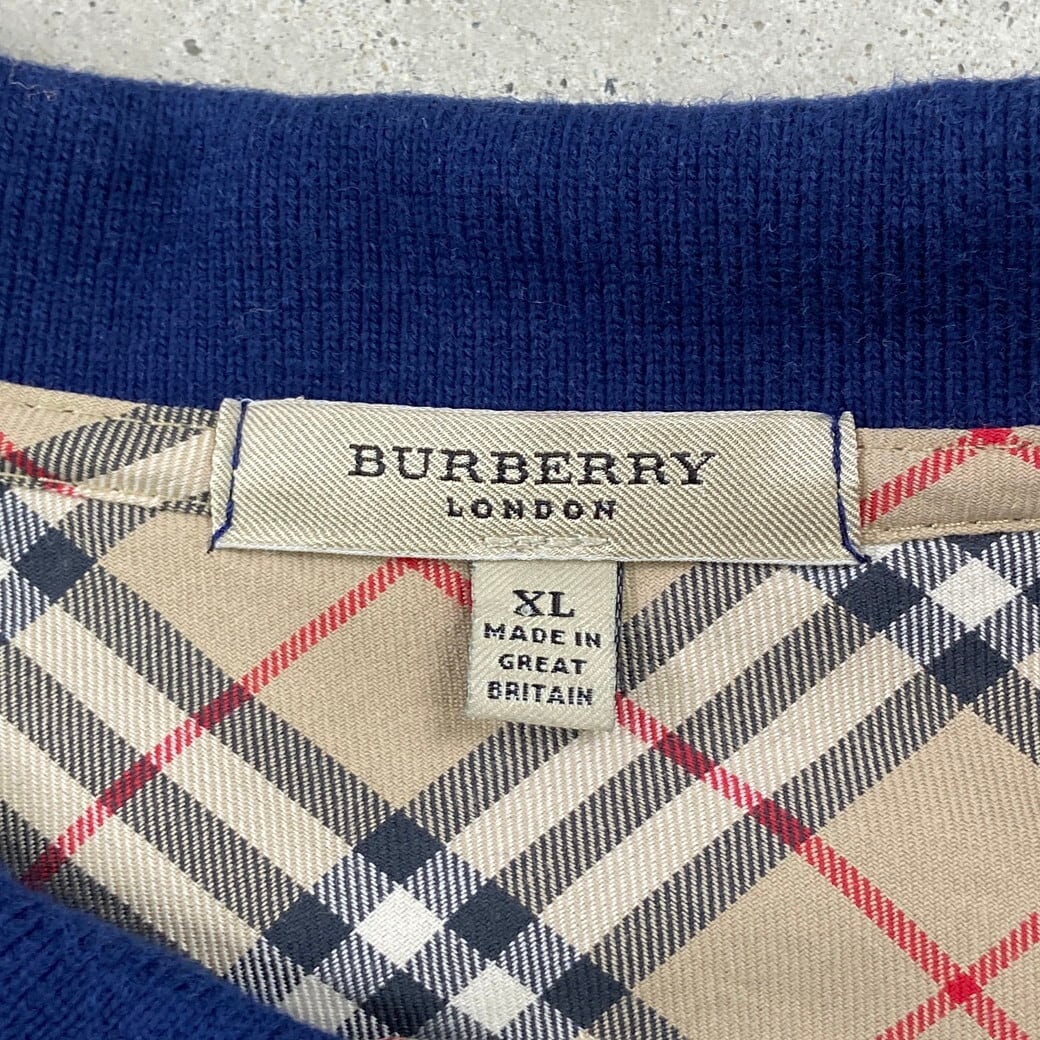 BURBERRY
LONDON
XL
MADE IN
GREAT
BRITAIN